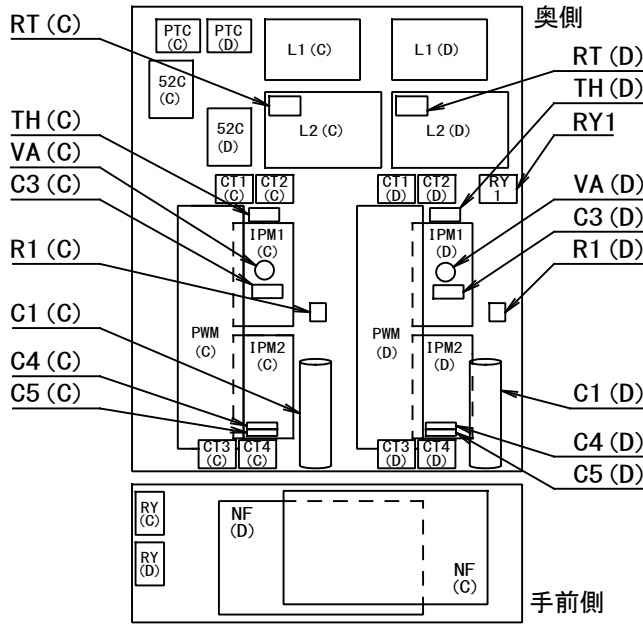 奥側
RT (C)
PTC
(C)
PTC
(D)
L1 (C)
L1 (D)
RT (D)
52C
(C)
TH (D)
TH (C)
52C
(D)
L2 (C)
L2 (D)
RY1
VA (C)
CT1
(C)
CT2
(C)
CT1
(D)
CT2
(D)
RY
1
VA (D)
C3 (C)
IPM1
(C)
IPM1
(D)
C3 (D)
R1 (C)
R1 (D)
C1 (C)
PWM
(C)
IPM2
(C)
PWM
(D)
IPM2
(D)
C4 (C)
C1 (D)
C5 (C)
C4 (D)
CT3
(C)
CT4
(C)
CT3
(D)
CT4
(D)
C5 (D)
RY
(C)
NF
(D)
RY
(D)
NF
(C)
手前側